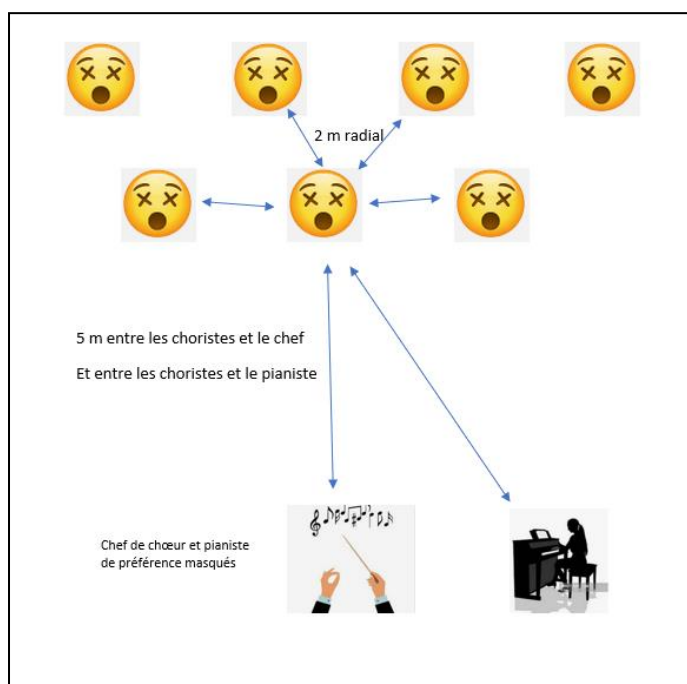 2 m radial
5 m entre les choristes et le chef
Et entre les choristes et le pianiste
Chef de chœur et pianiste
de préférence masqués